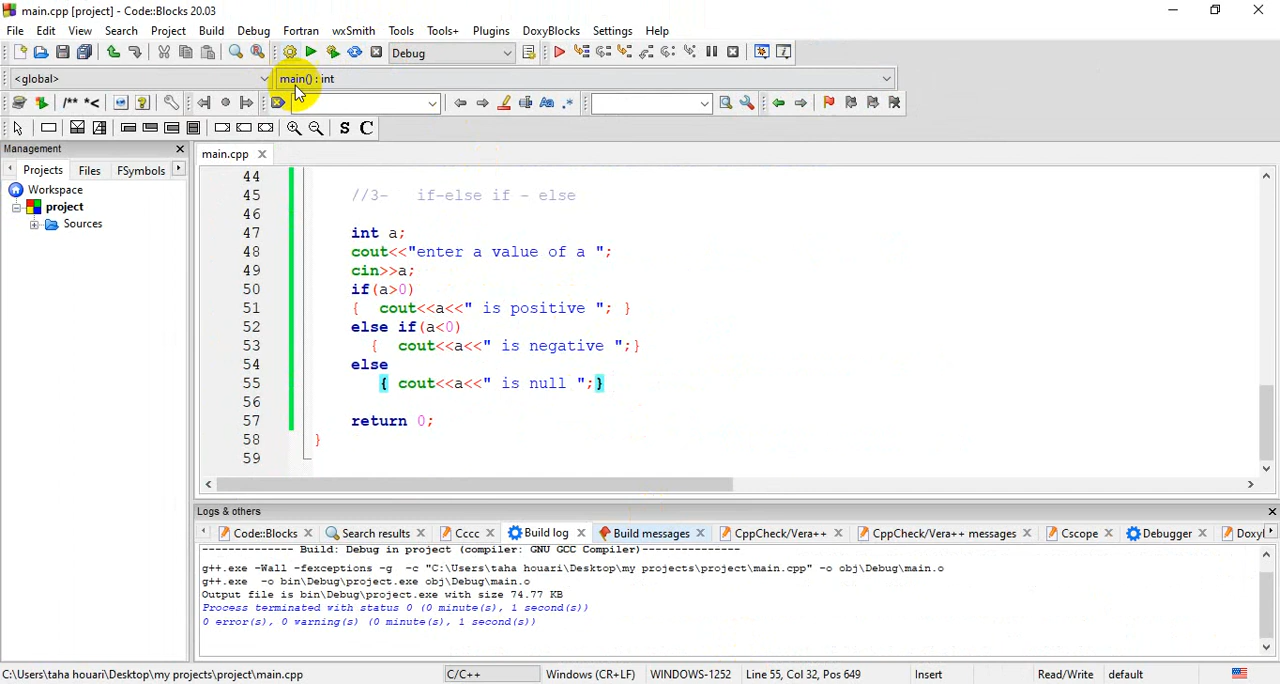 main.cpp [project] - Code::Blocks 20.03
File Edit View Search Project Build Debug Fortran wxSmith Tools Tools+ Plugins DoxyBlocks Settings Help
Debug
<global> main() : int
/** *<
S C
Management
Projects Files FSymbols
Workspace
project
Sources
main.cpp
44
45 //3- if-else if - else
46
47 int a;
48 cout<<"enter a value of a ";
49 cin>>a;
50 if(a>0)
51 { cout<<a<<" is positive "; }
52 else if(a<0)
53 { cout<<a<<" is negative ";}
54 else
55 { cout<<a<<" is null ";}
56
57 return 0;
58 }
59
Logs & others
Code::Blocks Search results Cccc Build log Build messages CppCheck/Vera++ CppCheck/Vera++ messages Cscope Debugger Doxyl
-------------- Build: Debug in project (compiler: GNU GCC Compiler)---------------
g++.exe -Wall -fexceptions -g -c "C:\Users\taha houari\Desktop\my projects\project\main.cpp" -o obj\Debug\main.o
g++.exe -o bin\Debug\project.exe obj\Debug\main.o
Output file is bin\Debug\project.exe with size 74.77 KB
Process terminated with status 0 (0 minute(s), 1 second(s))
0 error(s), 0 warning(s) (0 minute(s), 1 second(s))
C:\Users\taha houari\Desktop\my projects\project\main.cpp C/C++ Windows (CR+LF) WINDOWS-1252 Line 55, Col 32, Pos 649 Insert Read/Write default